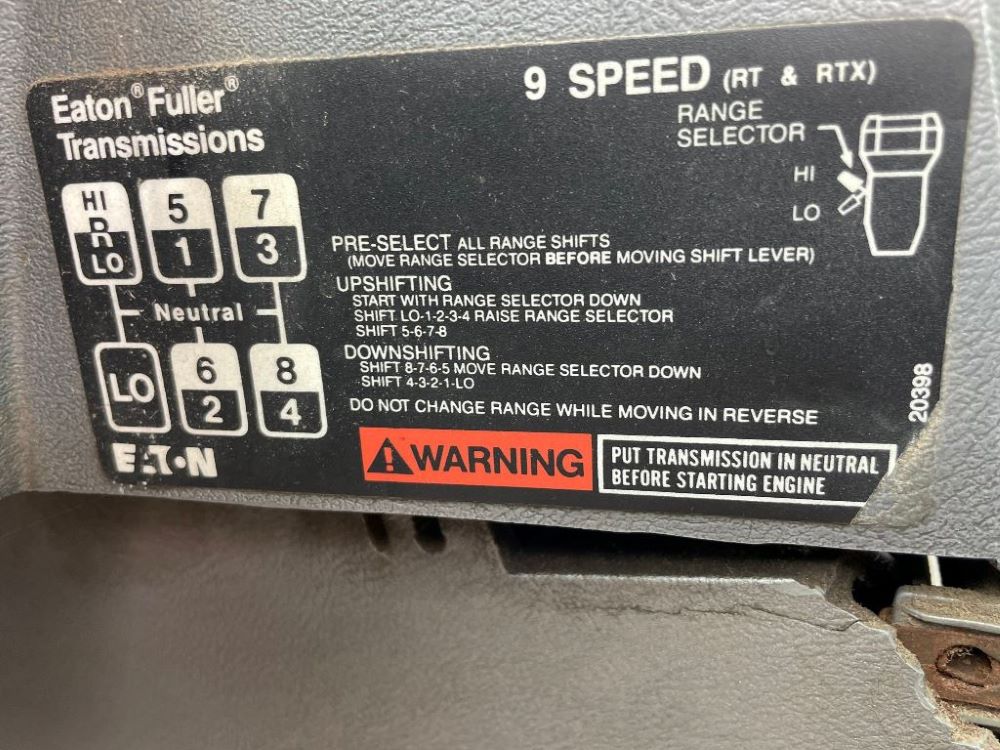 Eaton® Fuller®
Transmissions
9 SPEED (RT & RTX)
RANGE
SELECTOR
HI
LO
HI
R
LO
5
1
7
3
Neutral
LO
6
2
8
4
PRE-SELECT ALL RANGE SHIFTS
(MOVE RANGE SELECTOR BEFORE MOVING SHIFT LEVER)
UPSHIFTING
START WITH RANGE SELECTOR DOWN
SHIFT LO-1-2-3-4 RAISE RANGE SELECTOR
SHIFT 5-6-7-8
DOWNSHIFTING
SHIFT 8-7-6-5 MOVE RANGE SELECTOR DOWN
SHIFT 4-3-2-1-LO
DO NOT CHANGE RANGE WHILE MOVING IN REVERSE
20398
EATON
WARNING
PUT TRANSMISSION IN NEUTRAL
BEFORE STARTING ENGINE